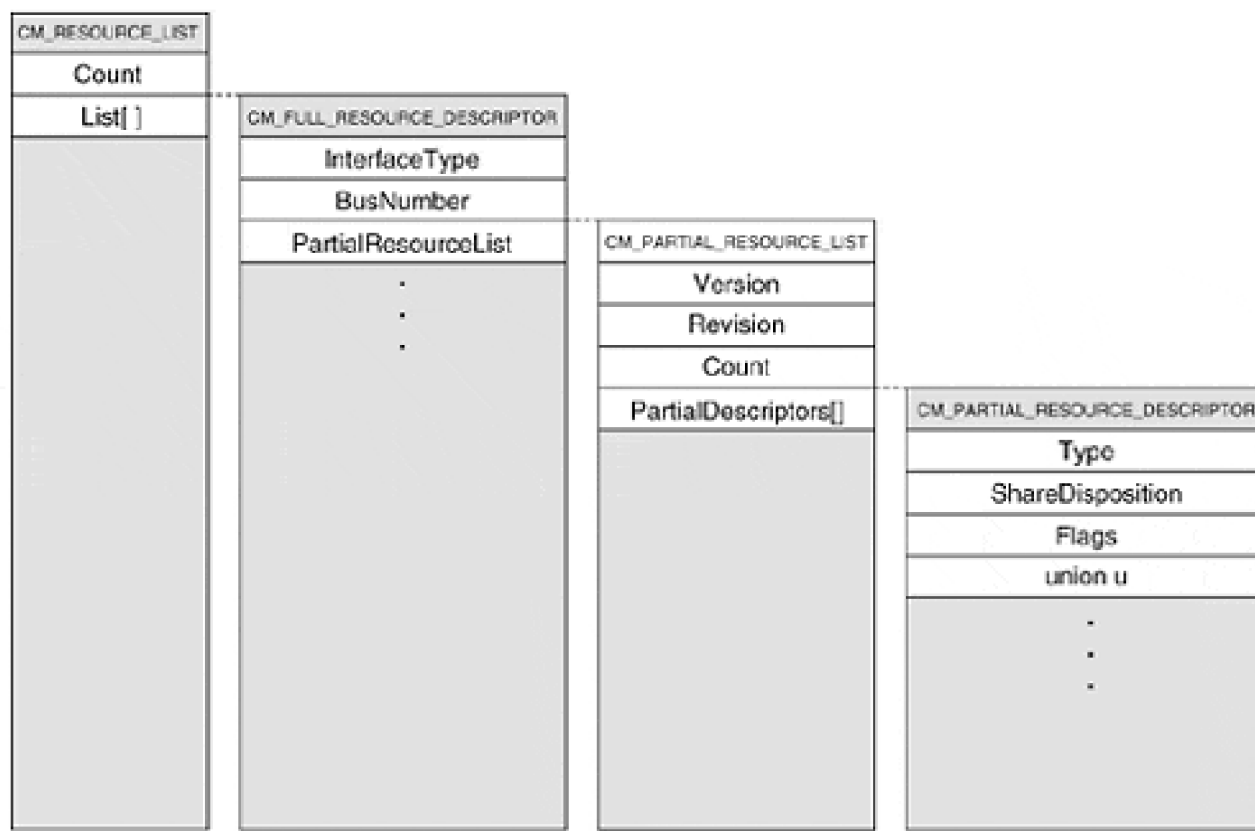 CM_RESOURCE_LIST
Count
List[ ]
CM_FULL_RESOURCE_DESCRIPTOR
InterfaceType
BusNumber
PartialResourceList
CM_PARTIAL_RESOURCE_LIST
Version
Revision
Count
PartialDescriptors[]
CM_PARTIAL_RESOURCE_DESCRIPTOR
Type
ShareDisposition
Flags
union u